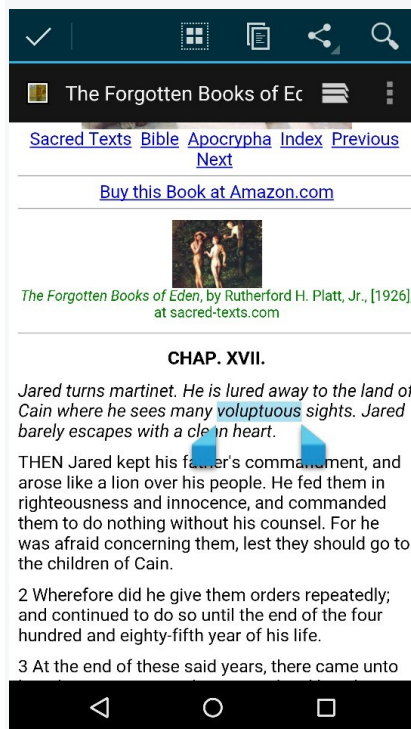 The Forgotten Books of Ec
Sacred Texts Bible Apocrypha Index Previous
Next
Buy this Book at Amazon.com
The Forgotten Books of Eden, by Rutherford H. Platt, Jr., [1926],
at sacred-texts.com
CHAP. XVII.
Jared turns martinet. He is lured away to the land of
Cain where he sees many voluptuous sights. Jared
barely escapes with a clean heart.
THEN Jared kept his father's commandment, and
arose like a lion over his people. He fed them in
righteousness and innocence, and commanded
them to do nothing without his counsel. For he
was afraid concerning them, lest they should go to
the children of Cain.
2 Wherefore did he give them orders repeatedly;
and continued to do so until the end of the four
hundred and eighty-fifth year of his life.
3 At the end of these said years, there came unto